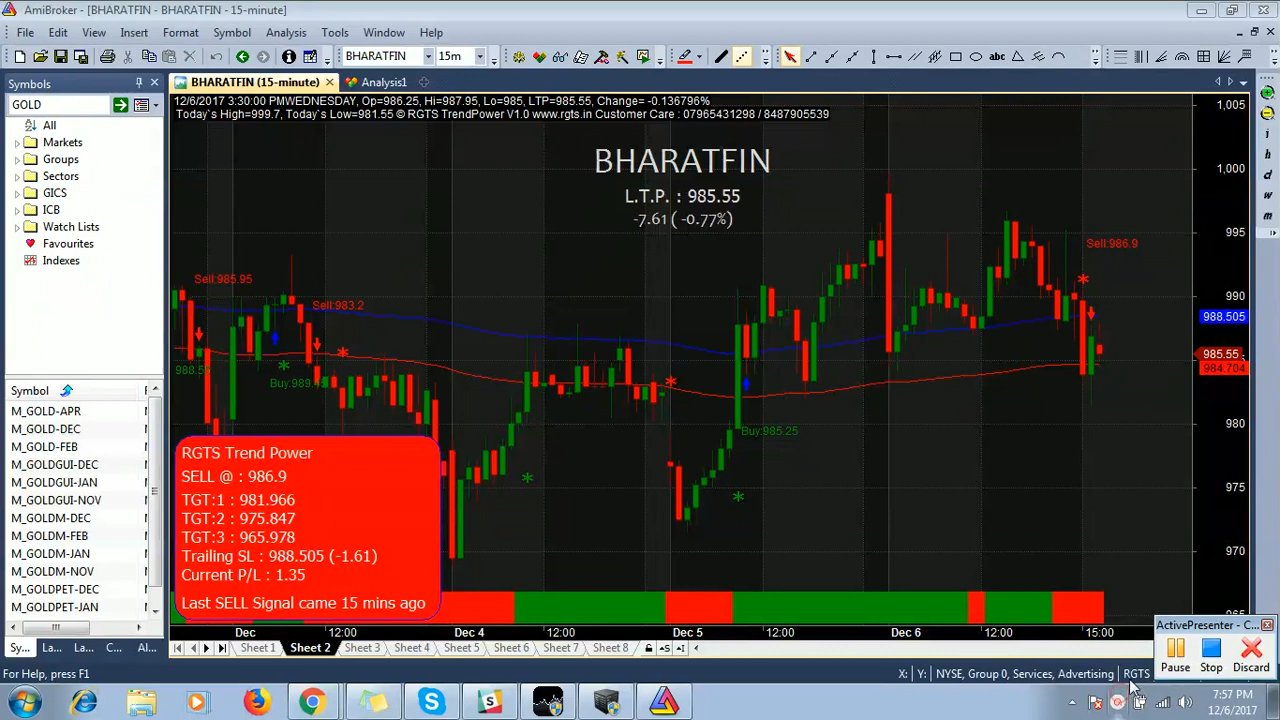 AmiBroker - [BHARATFIN - BHARATFIN - 15-minute]
File Edit View Insert Format Symbol Analysis Tools Window Help
BHARATFIN 15m
Symbols
BHARATFIN (15-minute) Analysis1
GOLD
All
Markets
Groups
Sectors
GICS
ICB
Watch Lists
Favourites
Indexes
Symbol
M_GOLD-APR
M_GOLD-DEC
M_GOLD-FEB
M_GOLDGUI-DEC
M_GOLDGUI-JAN
M_GOLDGUI-NOV
M_GOLDM-DEC
M_GOLDM-FEB
M_GOLDM-JAN
M_GOLDM-NOV
M_GOLDPET-DEC
M_GOLDPET-JAN
Sy... La... La... C... Al...
12/6/2017 3:30:00 PMWEDNESDAY, Op=986.25, Hi=987.95, Lo=985, LTP=985.55, Change= -0.136796%
Today`s High=999.7, Today`s Low=981.55 © RGTS TrendPower V1.0 www.rgts.in Customer Care : 07965431298 / 8487905539
BHARATFIN
L.T.P. : 985.55
-7.61 ( -0.77%)
Sell:985.95
Sell:983.2
Sell:986.9
Buy:985.25
1,005
1,000
995
990
988.505
985.55
984.704
980
975
970
RGTS Trend Power
SELL @ : 986.9
TGT:1 : 981.966
TGT:2 : 975.847
TGT:3 : 965.978
Trailing SL : 988.505 (-1.61)
Current P/L : 1.35
Last SELL Signal came 15 mins ago
Dec 12:00 Dec 4 12:00 Dec 5 12:00 Dec 6 12:00 15:00
Sheet 1 Sheet 2 Sheet 3 Sheet 4 Sheet 5 Sheet 6 Sheet 7 Sheet 8
For Help, press F1
X: Y: NYSE, Group 0, Services, Advertising RGTS
ActivePresenter - C...
Pause Stop Discard
7:57 PM
12/6/2017